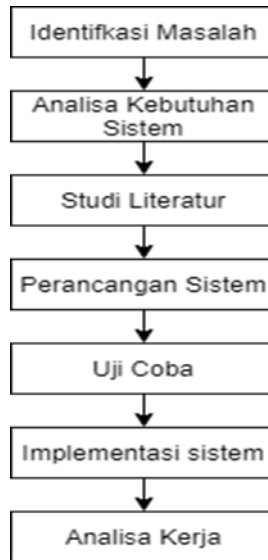 Identifkasi Masalah
Analisa Kebutuhan
Sistem
Studi Literatur
Perancangan Sistem
Uji Coba
Implementasi sistem
Analisa Kerja